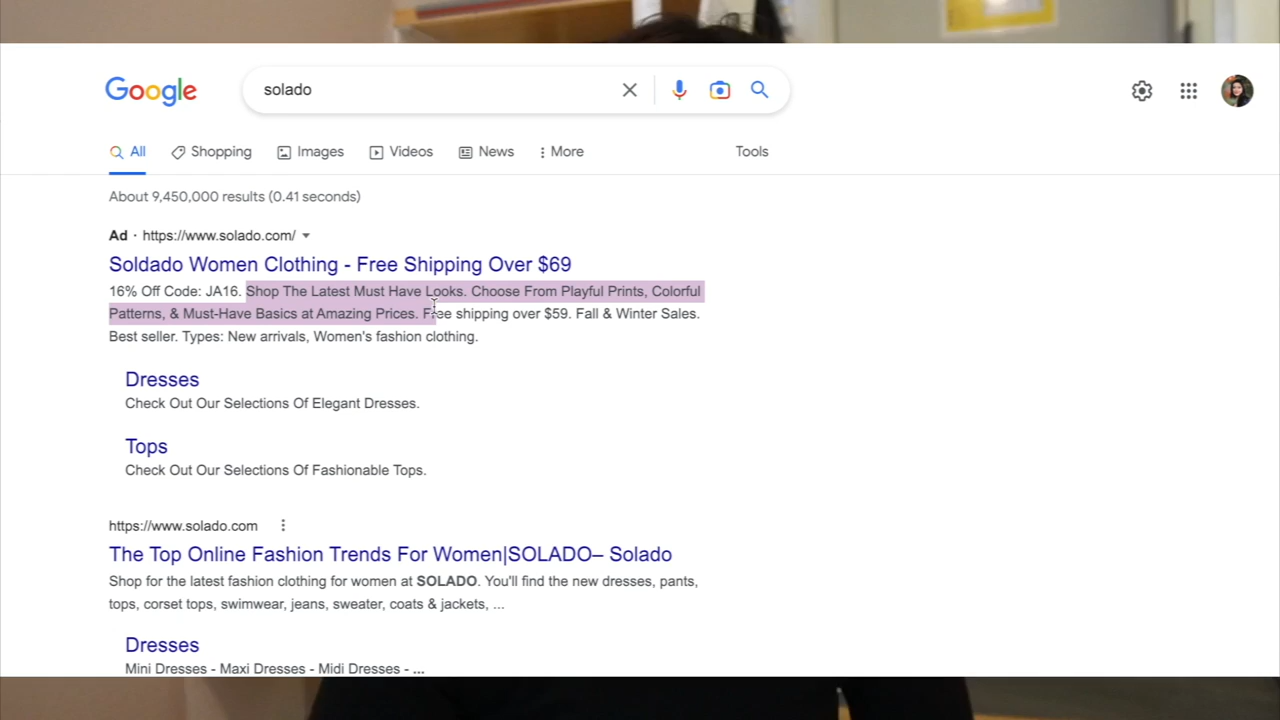 Google
solado
All
Shopping
Images
Videos
News
More
Tools
About 9,450,000 results (0.41 seconds)
Ad · https://www.solado.com/
Soldado Women Clothing - Free Shipping Over $69
16% Off Code: JA16. Shop The Latest Must Have Looks. Choose From Playful Prints, Colorful
Patterns, & Must-Have Basics at Amazing Prices. Free shipping over $59. Fall & Winter Sales.
Best seller. Types: New arrivals, Women's fashion clothing.
Dresses
Check Out Our Selections Of Elegant Dresses.
Tops
Check Out Our Selections Of Fashionable Tops.
https://www.solado.com
The Top Online Fashion Trends For Women|SOLADO– Solado
Shop for the latest fashion clothing for women at SOLADO. You'll find the new dresses, pants,
tops, corset tops, swimwear, jeans, sweater, coats & jackets, ...
Dresses
Mini Dresses - Maxi Dresses - Midi Dresses - ...